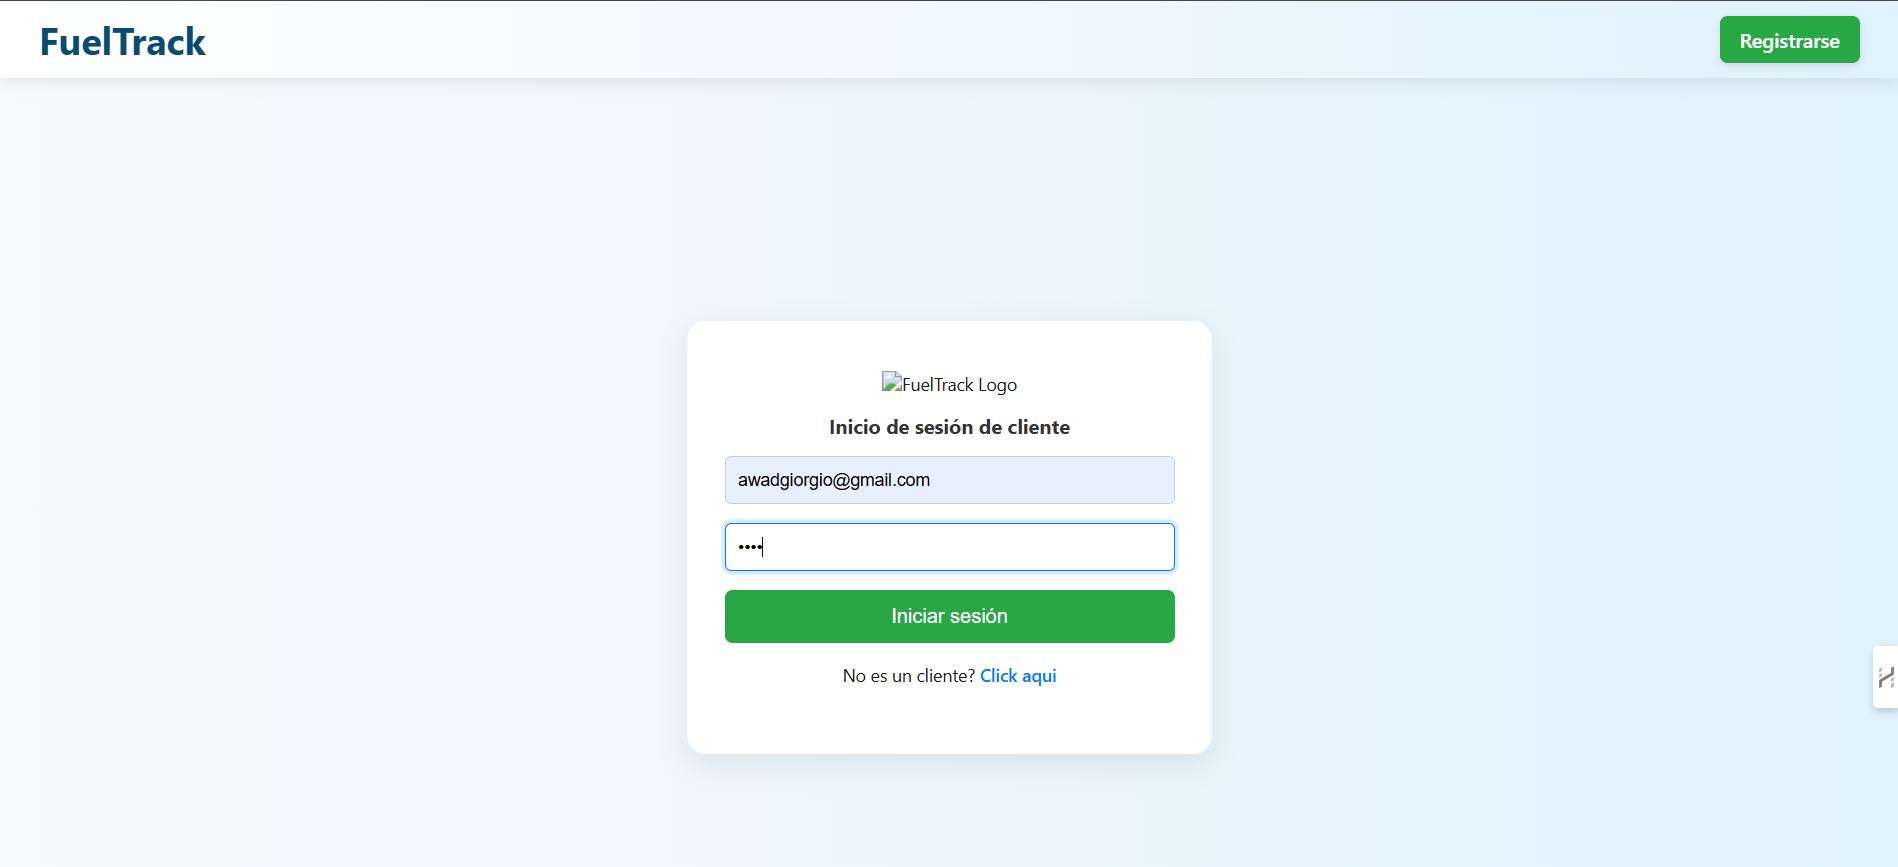 FuelTrack
Registrarse
FuelTrack Logo
Inicio de sesión de cliente
awadgiorgio@gmail.com
••••
Iniciar sesión
No es un cliente? Click aqui